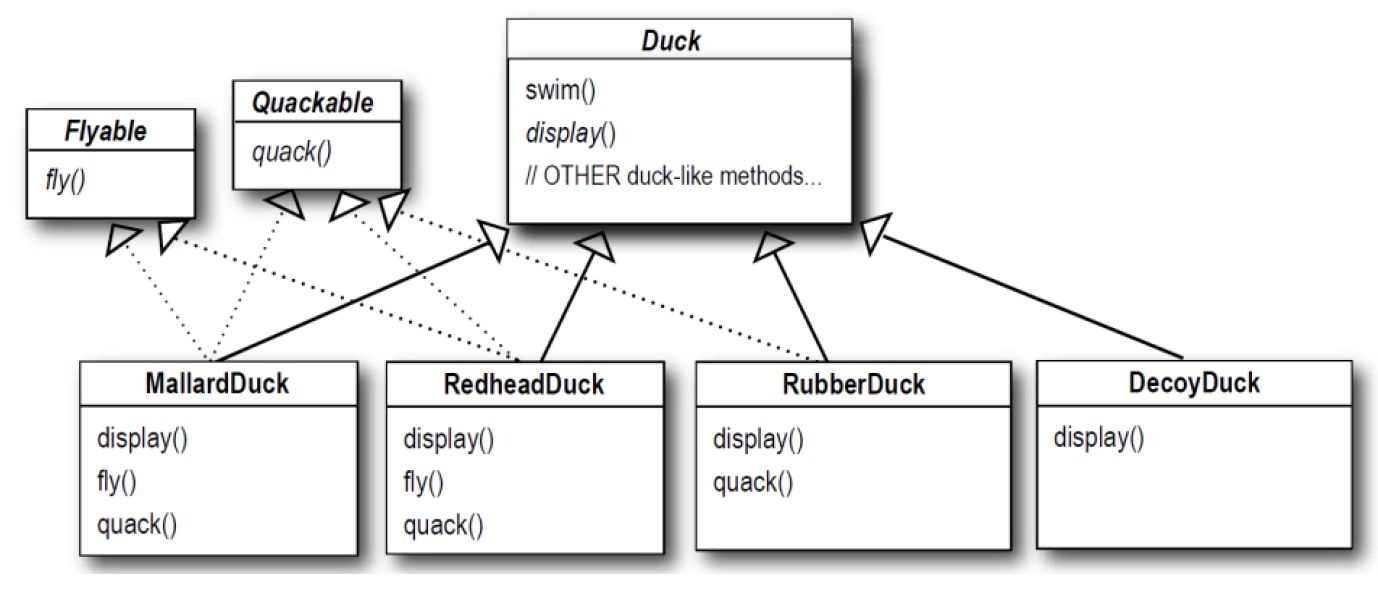 Duck
swim()
display()
// OTHER duck-like methods...
Quackable
quack()
Flyable
fly()
MallardDuck
display()
fly()
quack()
RedheadDuck
display()
fly()
quack()
RubberDuck
display()
quack()
DecoyDuck
display()